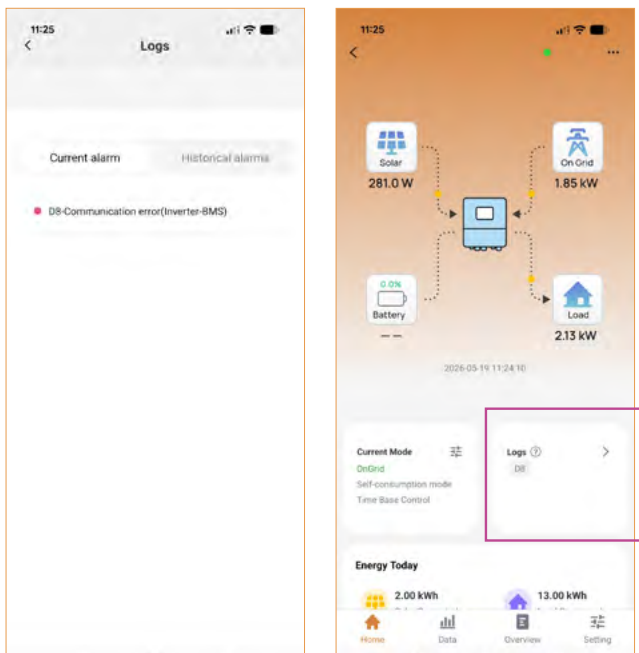 11:25
Logs
Current alarm
Historical alarms
D8-Communication error(Inverter-BMS)
11:25
Solar
On Grid
281.0 W
1.85 kW
0.0%
Battery
Load
--
2.13 kW
2026-05-19 11:24:10
Current Mode
Logs ?
OnGrid
D8
Self-consumption mode
Time Base Control
Energy Today
2.00 kWh
13.00 kWh
Home
Data
Overview
Setting